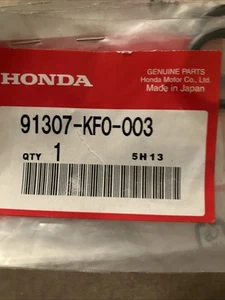 HONDA
GENUINE PARTS
Honda Motor Co., Ltd.
Made in Japan
91307-KF0-003
QTY 1 5H13